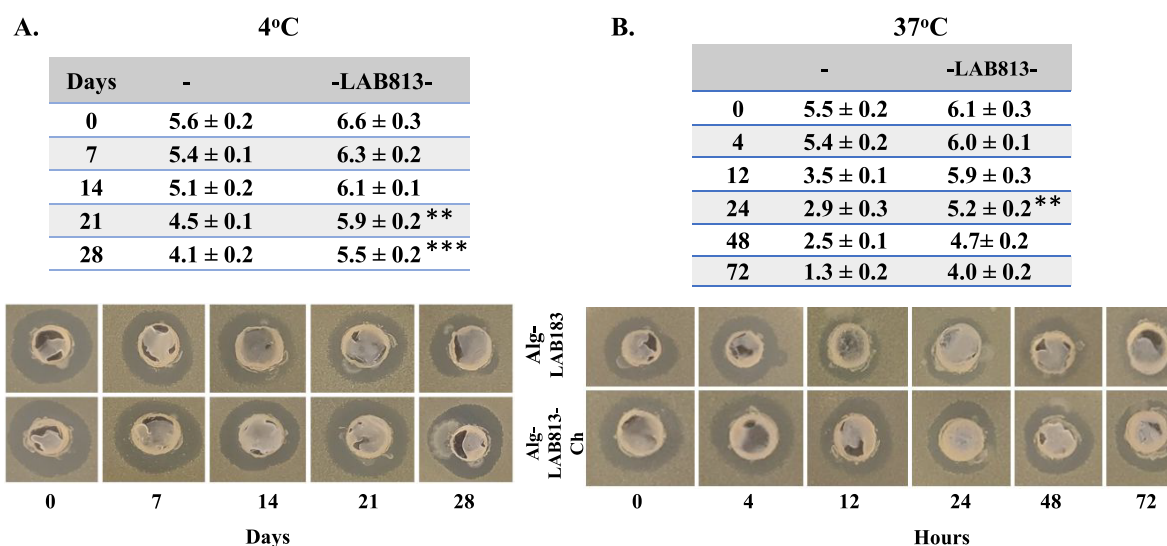 A.
4°C
Days - -LAB813-
0 5.6 ± 0.2 6.6 ± 0.3
7 5.4 ± 0.1 6.3 ± 0.2
14 5.1 ± 0.2 6.1 ± 0.1
21 4.5 ± 0.1 5.9 ± 0.2 **
28 4.1 ± 0.2 5.5 ± 0.2 ***
B.
37°C
- -LAB813-
0 5.5 ± 0.2 6.1 ± 0.3
4 5.4 ± 0.2 6.0 ± 0.1
12 3.5 ± 0.1 5.9 ± 0.3
24 2.9 ± 0.3 5.2 ± 0.2 **
48 2.5 ± 0.1 4.7± 0.2
72 1.3 ± 0.2 4.0 ± 0.2
Alg-
LAB183
Alg-
LAB813-
Ch
0 7 14 21 28
Days
0 4 12 24 48 72
Hours